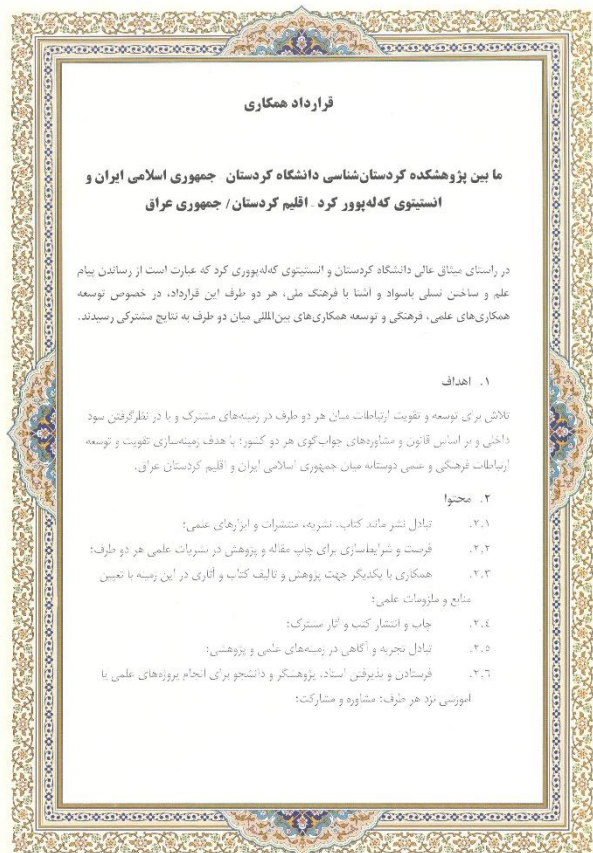 قرارداد همکاری
ما بین پژوهشکده کردستان‌شناسی دانشگاه کردستان جمهوری اسلامی ایران و
انستیتوی که‌له‌پوور کرد - اقلیم کردستان / جمهوری عراق
در راستای میثاق عالی دانشگاه کردستان و انستیتوی که‌له‌پووری کرد که عبارت است از رساندن پیام
علم و ساختن نسلی باسواد و آشنا با فرهنگ ملی، هر دو طرف این قرارداد، در خصوص توسعه
همکاری‌های علمی، فرهنگی و توسعه همکاری‌های بین‌المللی میان دو طرف به نتایج مشترکی رسیدند.
۱. اهداف
تلاش برای توسعه و تقویت ارتباطات میان هر دو طرف در زمینه‌های مشترک و با در نظرگرفتن سود
داخلی و بر اساس قانون و مشاوره‌های جوابگوی هر دو کشور؛ با هدف زمینه‌سازی تقویت و توسعه
ارتباطات فرهنگی و علمی دوستانه میان جمهوری اسلامی ایران و اقلیم کردستان عراق.
۲. محتوا
۲.۱. تبادل نشر مانند کتاب، نشریه، منتشرات و ابزارهای علمی؛
۲.۲. فرصت و شرایط‌سازی برای چاپ مقاله و پژوهش در نشریات علمی هر دو طرف؛
۲.۳. همکاری با یکدیگر جهت پژوهش و تالیف کتاب و آثاری در این زمینه با تعیین
منابع و ملزومات علمی؛
۲.٤. چاپ و انتشار کتب و آثار مشترک؛
۲.٥. تبادل تجربه و آگاهی در زمینه‌های علمی و پژوهشی؛
۲.٦. فرستادن و پذیرفتن استاد، پژوهشگر و دانشجو برای انجام پروژه‌های علمی یا
آموزشی نزد هر طرف؛ مشاوره و مشارکت؛